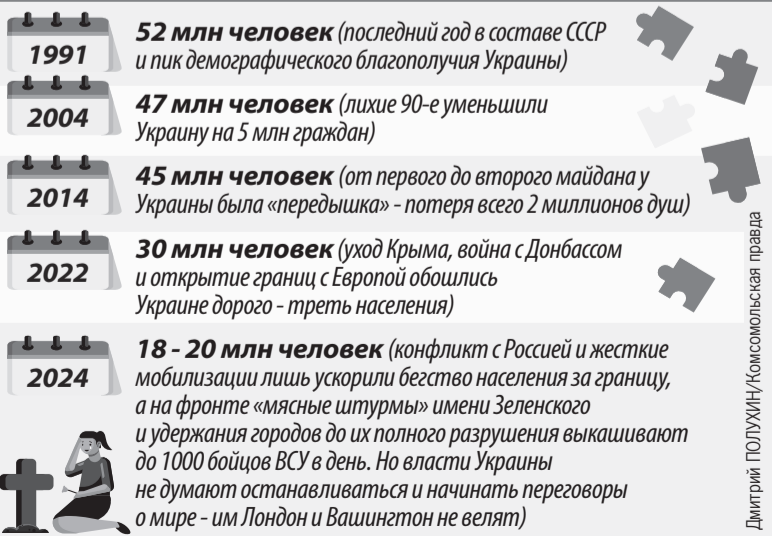 1991
52 млн человек (последний год в составе СССР
и пик демографического благополучия Украины)
2004
47 млн человек (лихие 90-е уменьшили
Украину на 5 млн граждан)
2014
45 млн человек (от первого до второго майдана у
Украины была «передышка» - потеря всего 2 миллионов душ)
2022
30 млн человек (уход Крыма, война с Донбассом
и открытие границ с Европой обошлись
Украине дорого - треть населения)
2024
18 - 20 млн человек (конфликт с Россией и жесткие
мобилизации лишь ускорили бегство населения за границу,
а на фронте «мясные штурмы» имени Зеленского
и удержания городов до их полного разрушения выкашивают
до 1000 бойцов ВСУ в день. Но власти Украины
не думают останавливаться и начинать переговоры
о мире - им Лондон и Вашингтон не велят)
Дмитрий ПОЛУХИН/Комсомольская правда